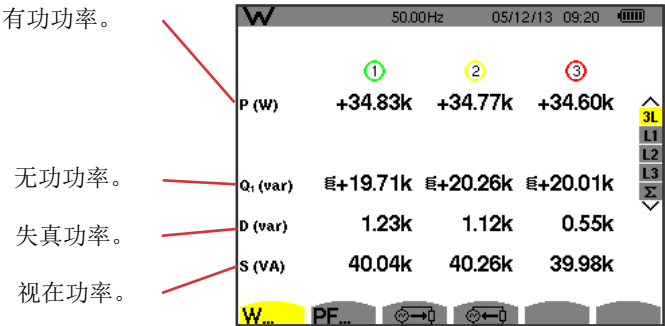 W 50.00Hz 05/12/13 09:20
有功功率。
1 2 3
P (W) +34.83k +34.77k +34.60k
3L
L1
L2
L3
Σ
无功功率。
Q₁ (var) +19.71k +20.26k +20.01k
失真功率。
D (var) 1.23k 1.12k 0.55k
视在功率。
S (VA) 40.04k 40.26k 39.98k
W... PF...